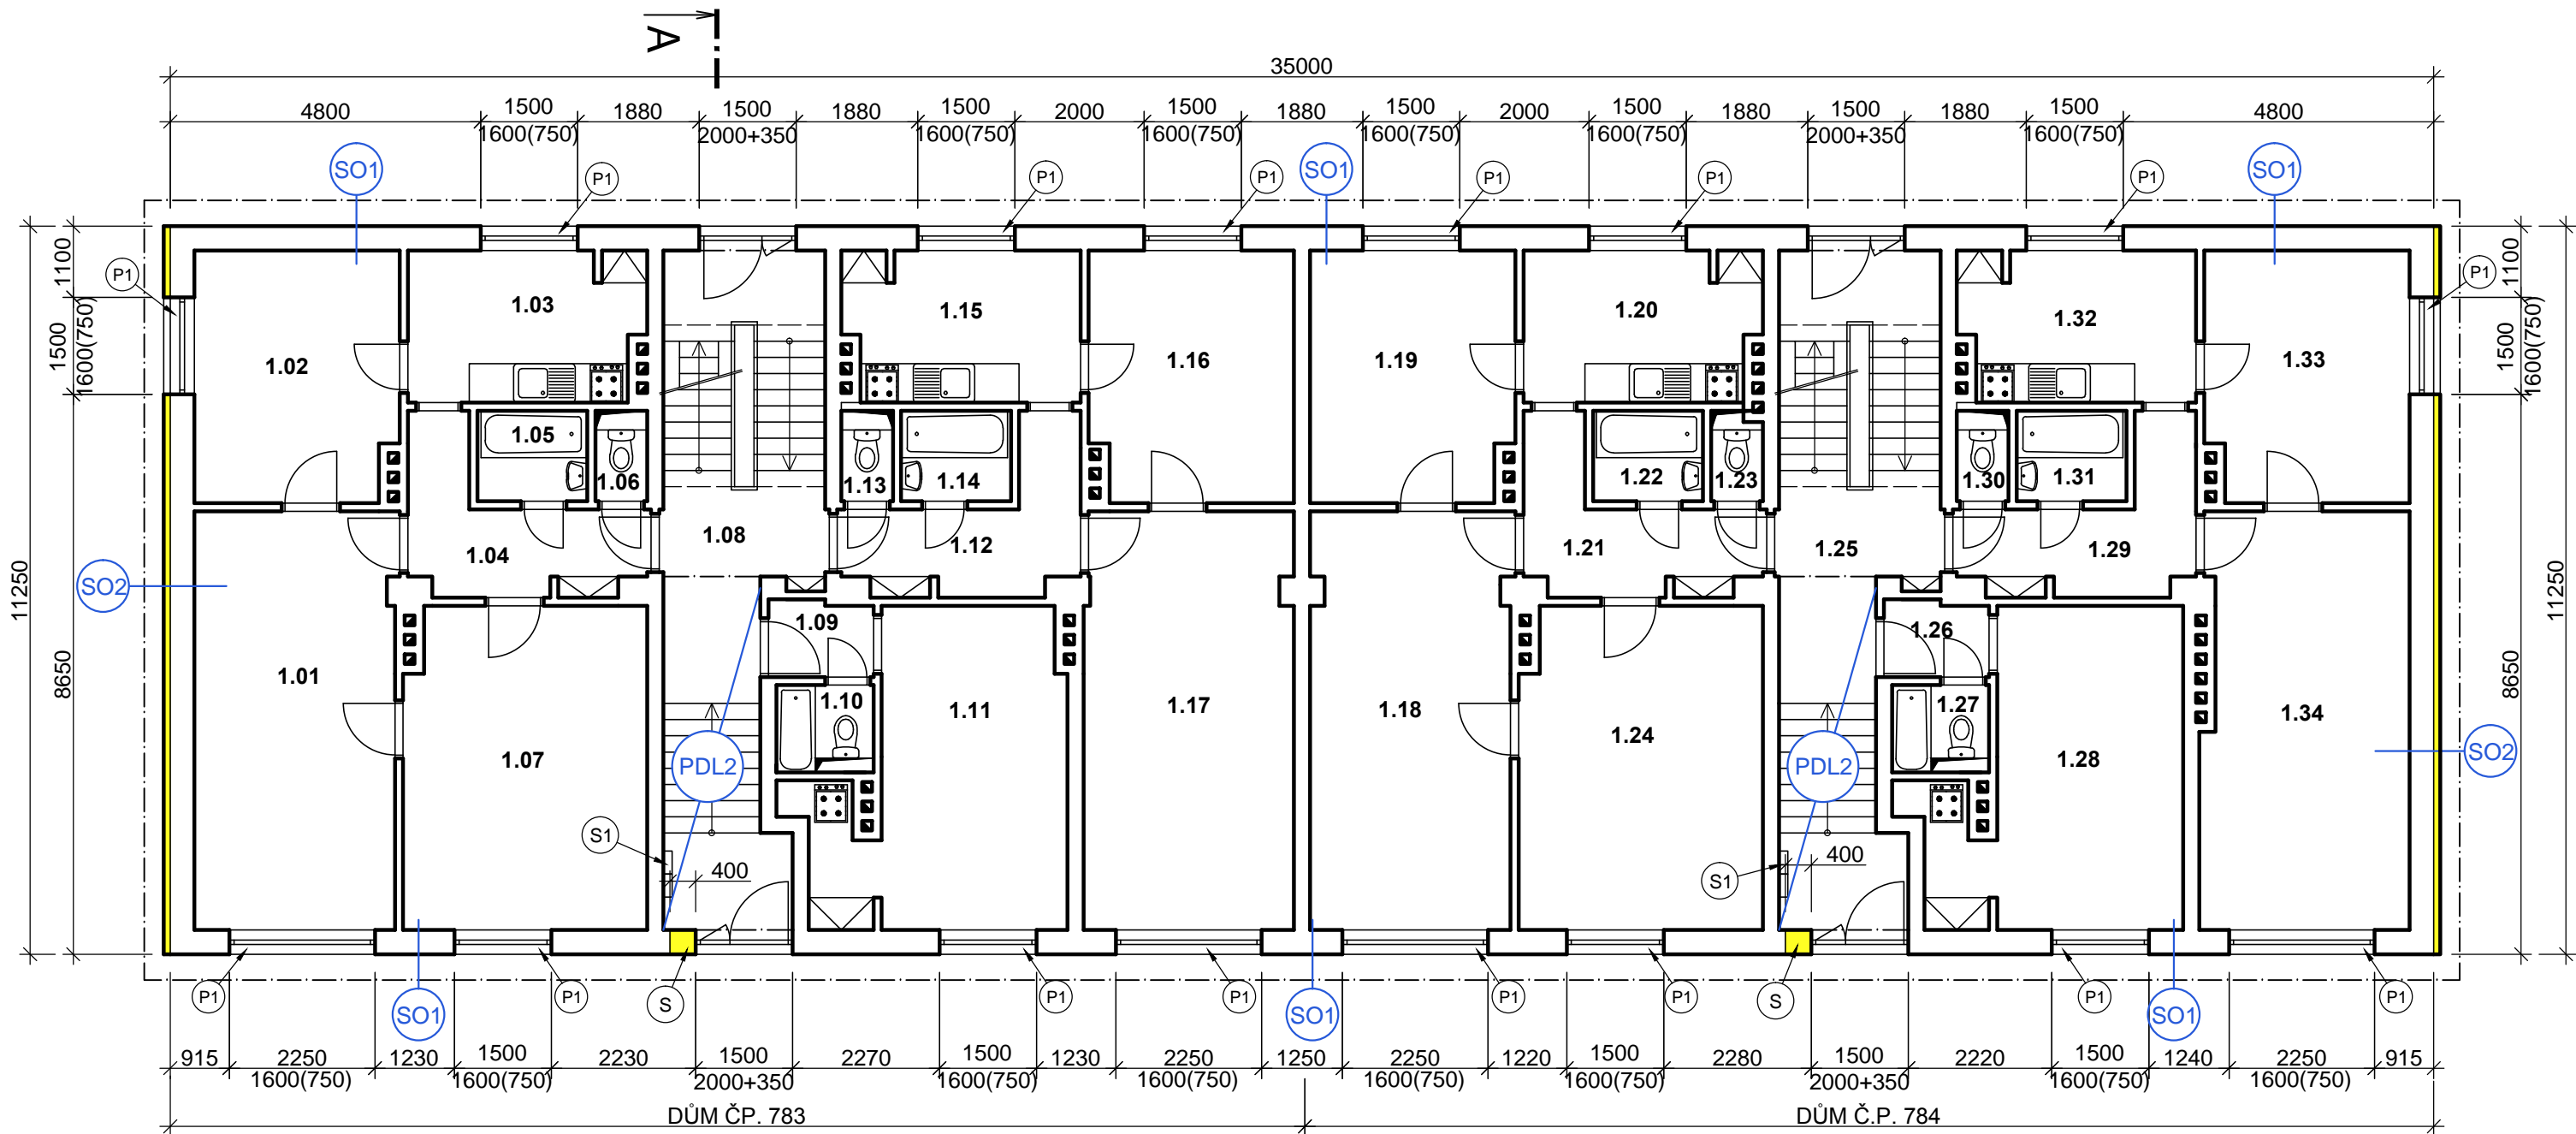 A
35000
4800 1500 1880 1500 1880 1500 2000 1500 1880 1500 2000 1500 1880 1500 1880 1500 4800
1600(750) 2000+350 1600(750) 1600(750) 1600(750) 1600(750) 2000+350 1600(750)
SO1 P1 P1 P1 SO1 P1 P1 P1 SO1
1100 P1 P1 1100
1.03 1.15 1.20 1.32
1500 1600(750) 1.02 1.16 1.19 1.33 1500 1600(750)
1.05
1.06 1.13 1.14 1.22 1.23 1.30 1.31
1.04 1.08 1.12 1.21 1.25 1.29
SO2
11250 11250
1.09 1.26
8650 1.01 8650
1.10 1.11 1.17 1.18 1.27 1.34
1.07 1.24 1.28 SO2
PDL2 PDL2
S1 400 S1 400
P1 SO1 P1 S P1 P1 SO1 P1 P1 S P1 SO1 P1
915 2250 1230 1500 2230 1500 2270 1500 1230 2250 1250 2250 1220 1500 2280 1500 2220 1500 1240 2250 915
1600(750) 1600(750) 2000+350 1600(750) 1600(750) 1600(750) 1600(750) 2000+350 1600(750) 1600(750)
DŮM ČP. 783 DŮM Č.P. 784